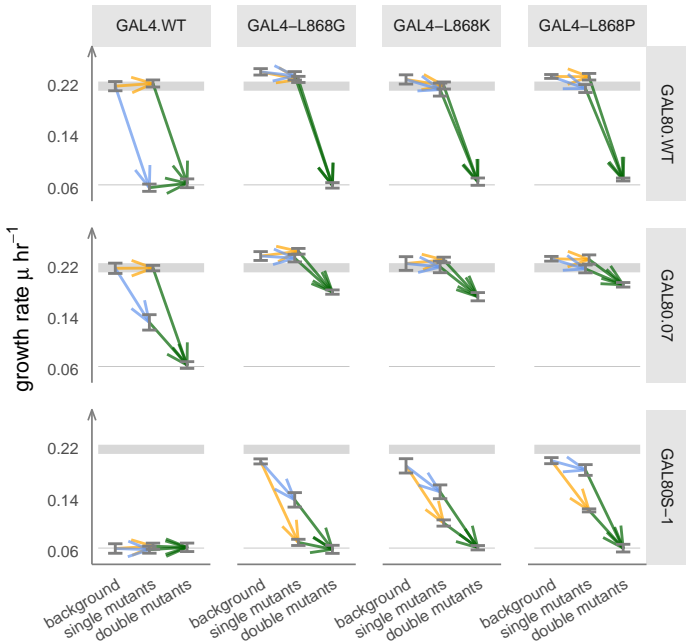 GAL4.WT GAL4−L868G GAL4−L868K GAL4−L868P
growth rate μ hr⁻¹
0.22
0.14
0.06
GAL80.WT
0.22
0.14
0.06
GAL80.07
0.22
0.14
0.06
GAL80S−1
background background background background
single mutants single mutants single mutants single mutants
double mutants double mutants double mutants double mutants